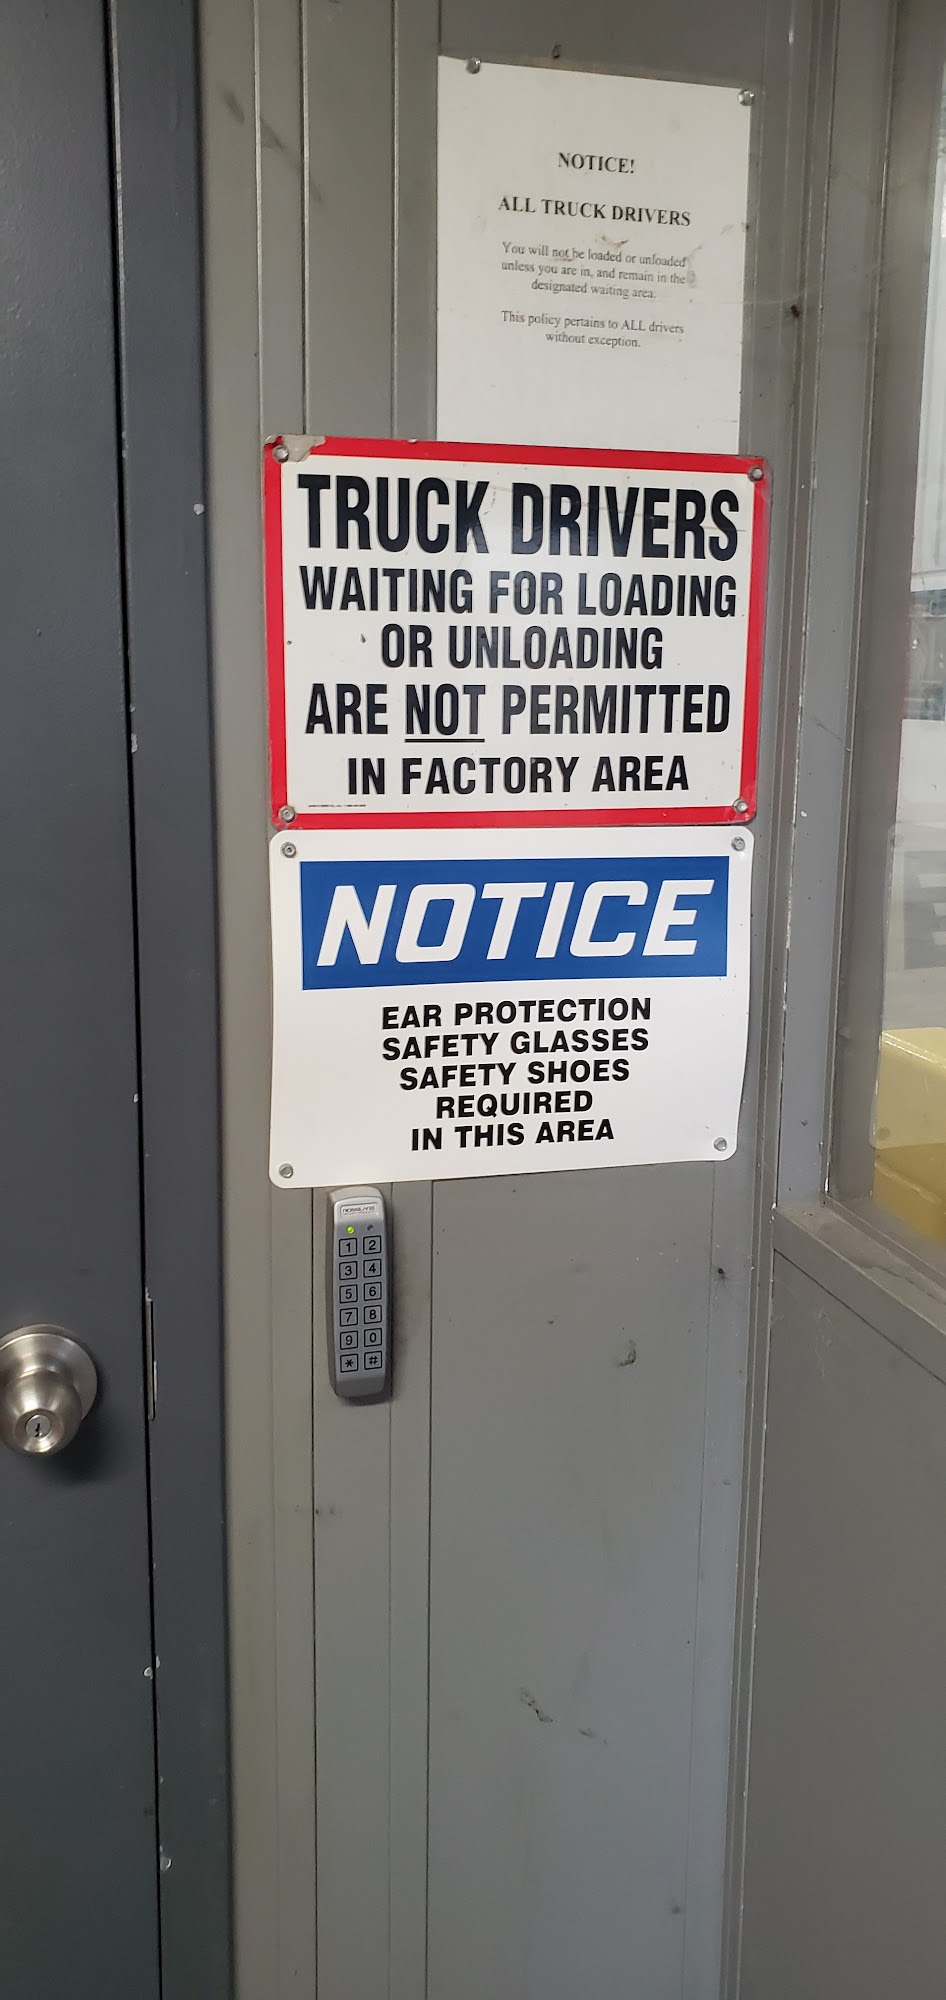 NOTICE!
ALL TRUCK DRIVERS
You will not be loaded or unloaded
unless you are in, and remain in the
designated waiting area.
This policy pertains to ALL drivers
without exception.
TRUCK DRIVERS
WAITING FOR LOADING
OR UNLOADING
ARE NOT PERMITTED
IN FACTORY AREA
NOTICE
EAR PROTECTION
SAFETY GLASSES
SAFETY SHOES
REQUIRED
IN THIS AREA
1 2
3 4
5 6
7 8
9 0
* #